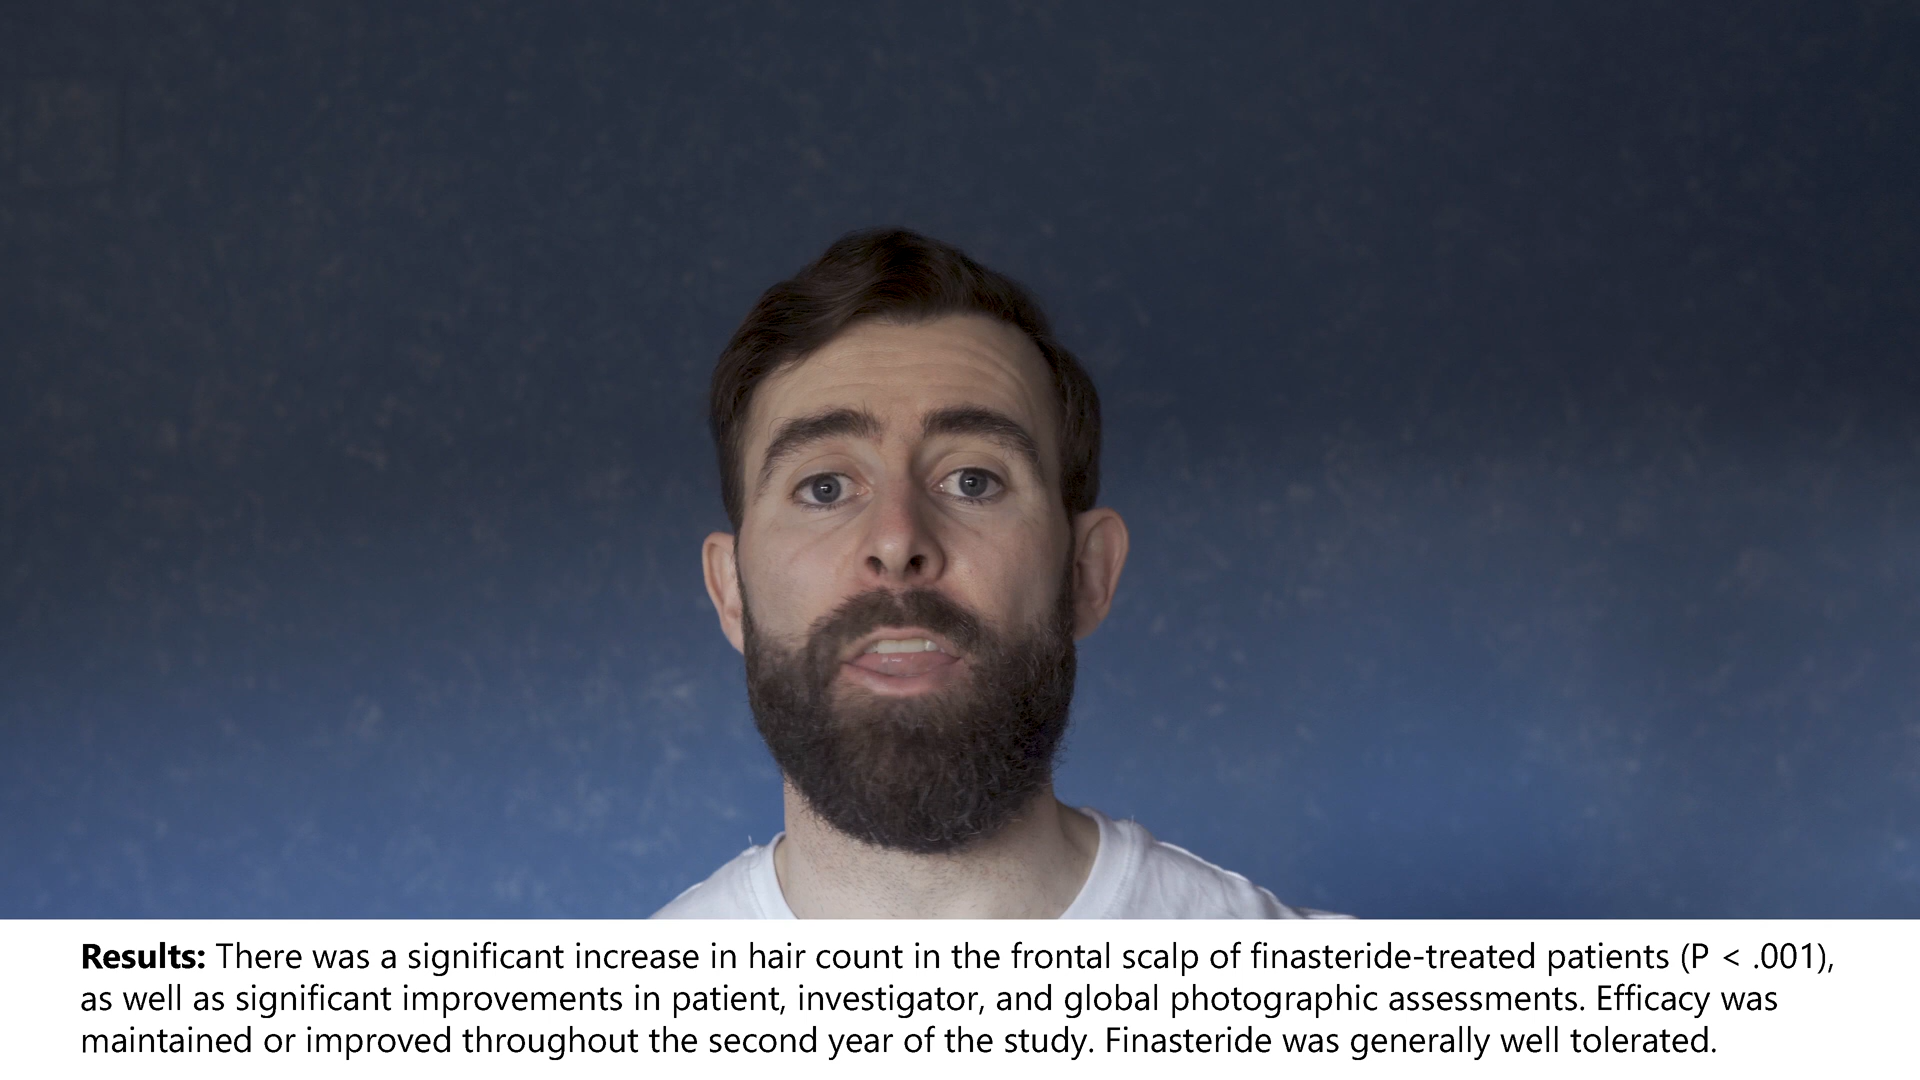 Results: There was a significant increase in hair count in the frontal scalp of finasteride-treated patients (P < .001),
as well as significant improvements in patient, investigator, and global photographic assessments. Efficacy was
maintained or improved throughout the second year of the study. Finasteride was generally well tolerated.